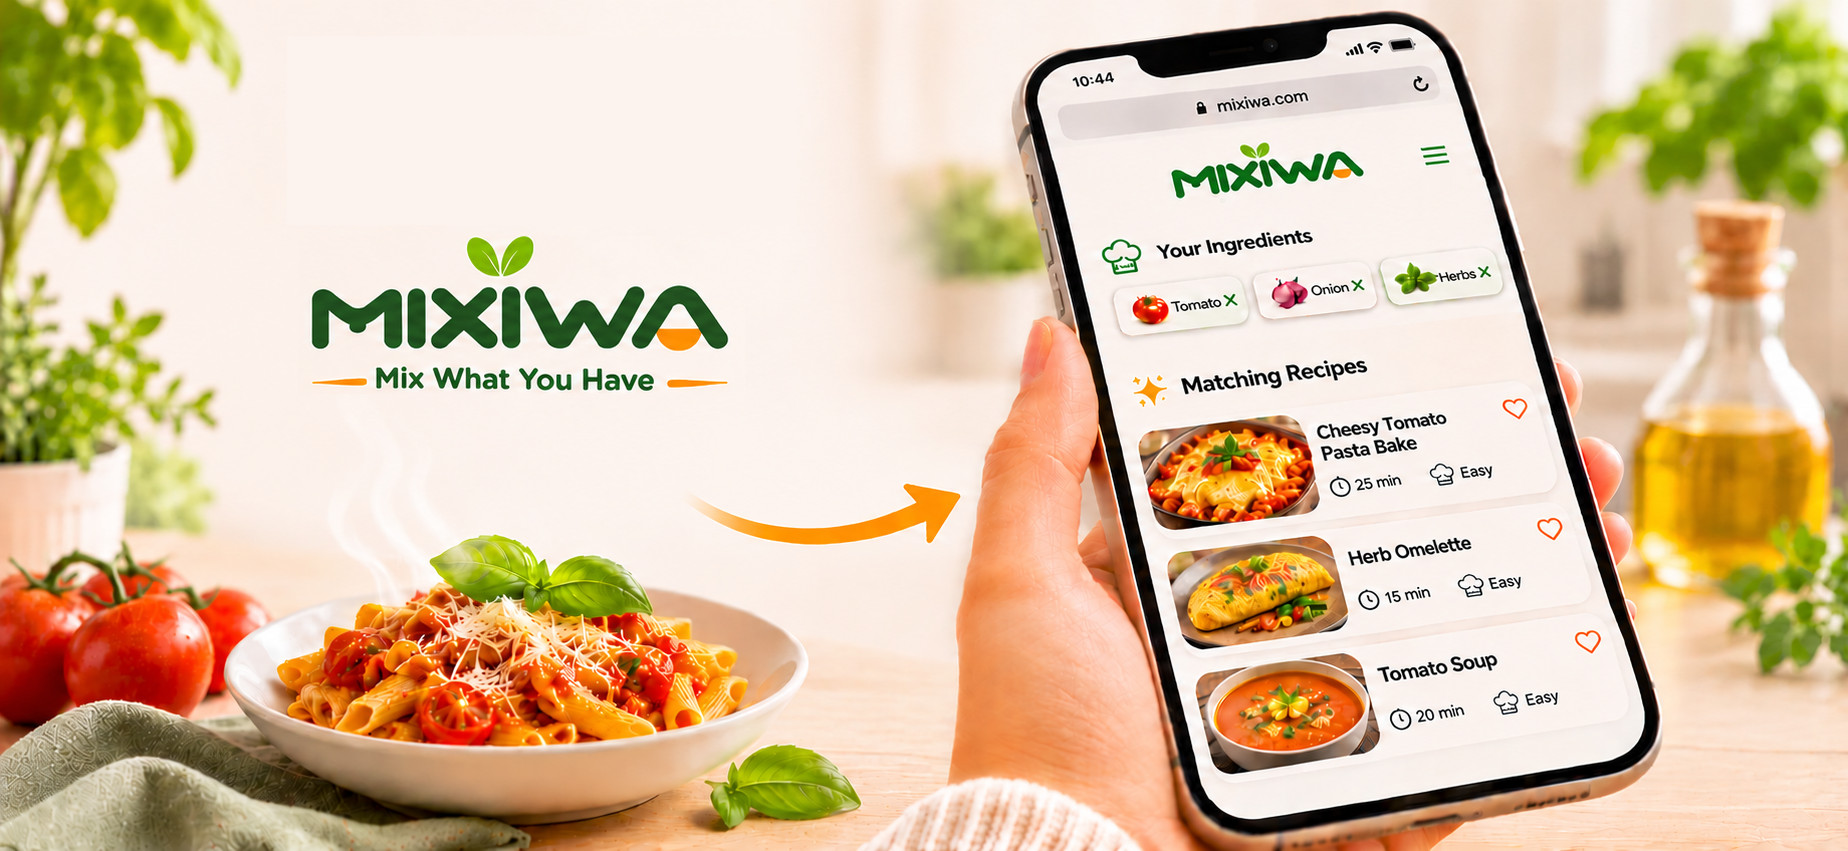 MIXIWA
Mix What You Have
10:44
mixiwa.com
MIXIWA
Your Ingredients
Tomato X
Onion X
Herbs X
Matching Recipes
Cheesy Tomato
Pasta Bake
25 min Easy
Herb Omelette
15 min Easy
Tomato Soup
20 min Easy